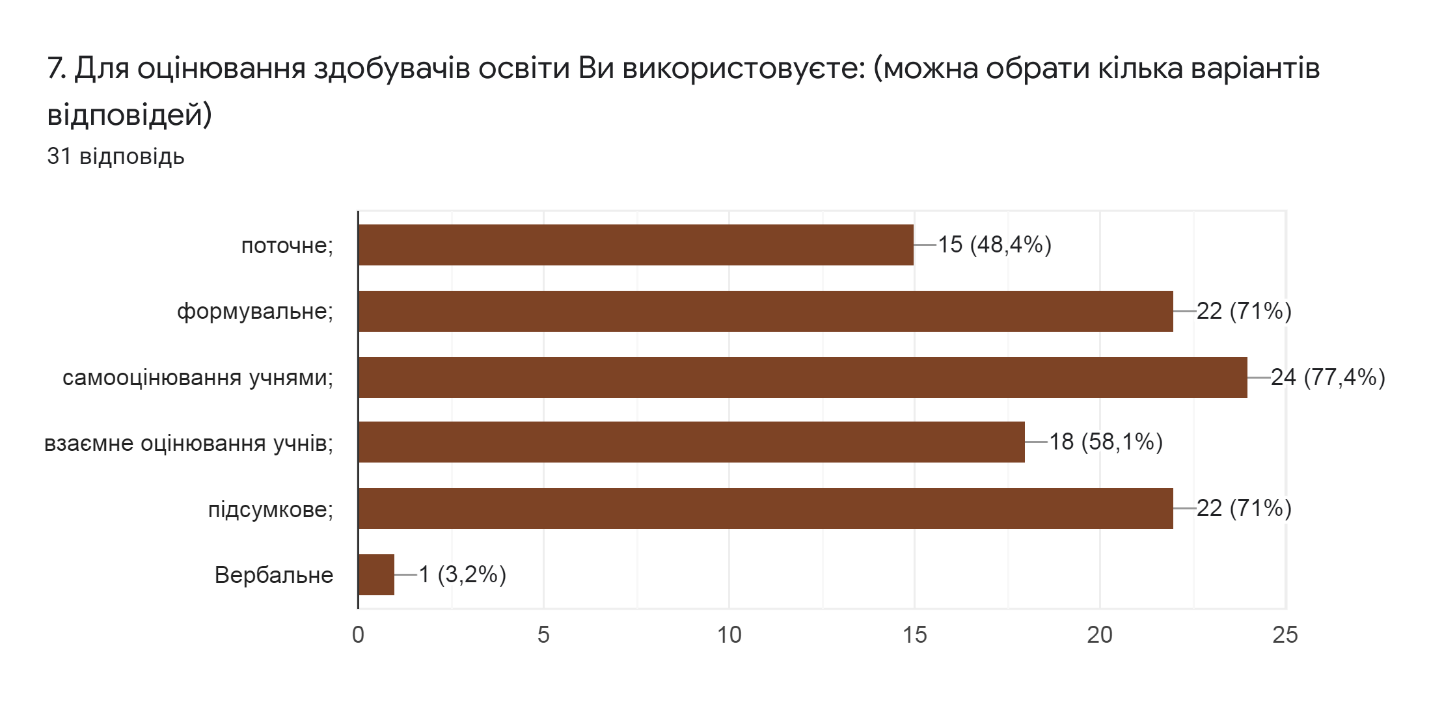 7. Для оцінювання здобувачів освіти Ви використовуєте: (можна обрати кілька варіантів
відповідей)
31 відповідь
поточне; 15 (48,4%)
формувальне; 22 (71%)
самооцінювання учнями; 24 (77,4%)
взаємне оцінювання учнів; 18 (58,1%)
підсумкове; 22 (71%)
Вербальне 1 (3,2%)
0 5 10 15 20 25